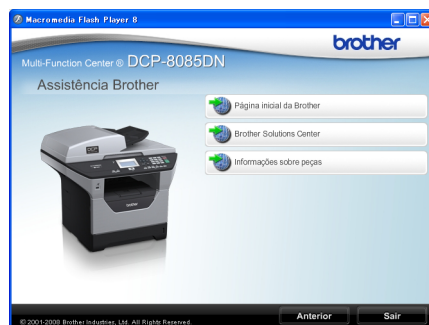 Macromedia Flash Player 8
brother
Multi-Function Center ® DCP-8085DN
Assistência Brother
Página inicial da Brother
Brother Solutions Center
Informações sobre peças
© 2001-2008 Brother Industries, Ltd. All Rights Reserved.
Anterior
Sair